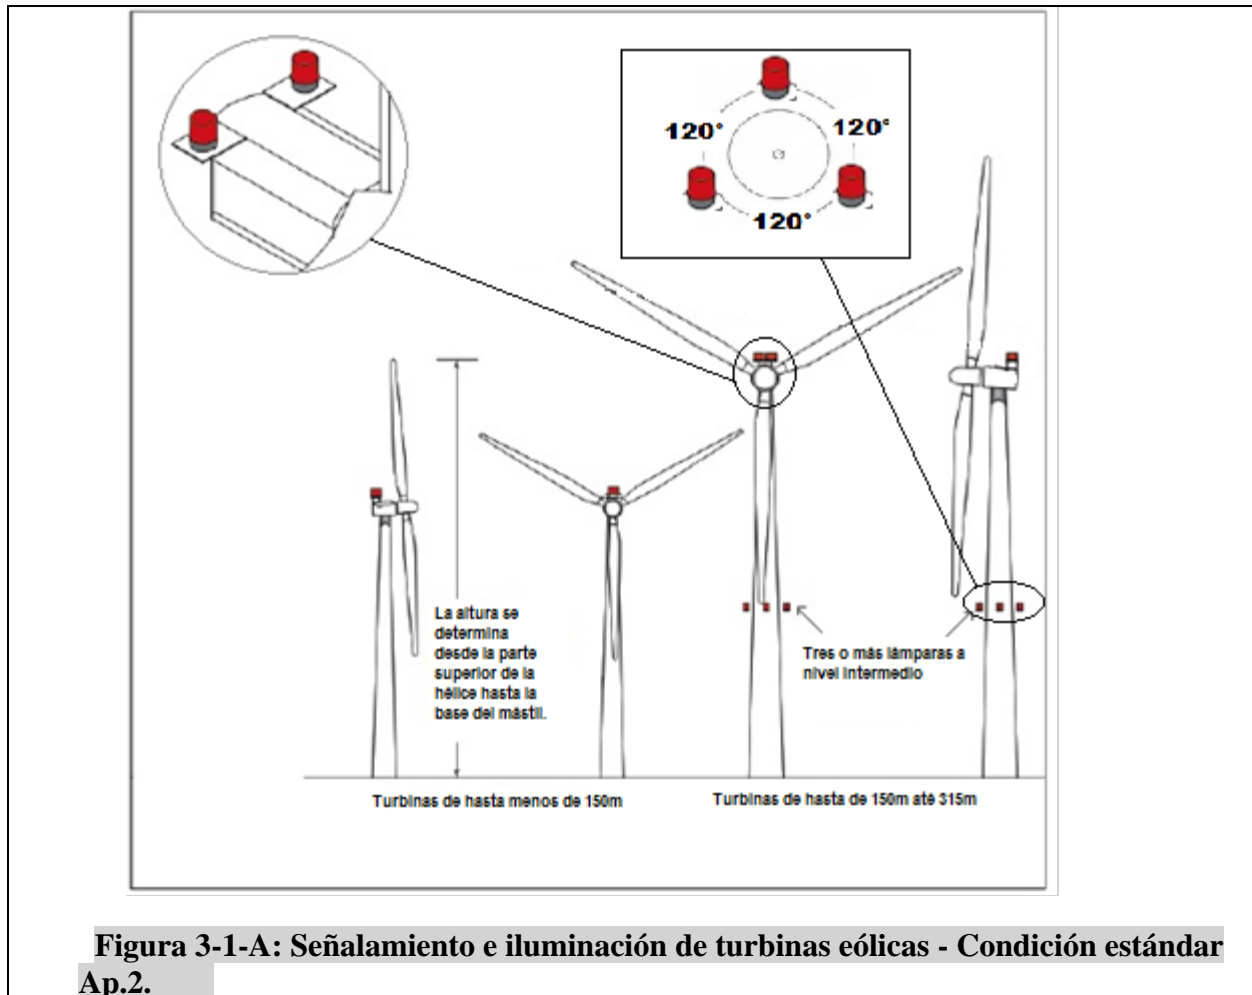 120°
120°
120°
La altura se
determina
desde la parte
superior de la
hélice hasta la
base del mástil.
Tres o más lámparas a
nivel intermedio
Turbinas de hasta menos de 150m
Turbinas de hasta de 150m até 315m
Figura 3-1-A: Señalamiento e iluminación de turbinas eólicas - Condición estándar
Ap.2.